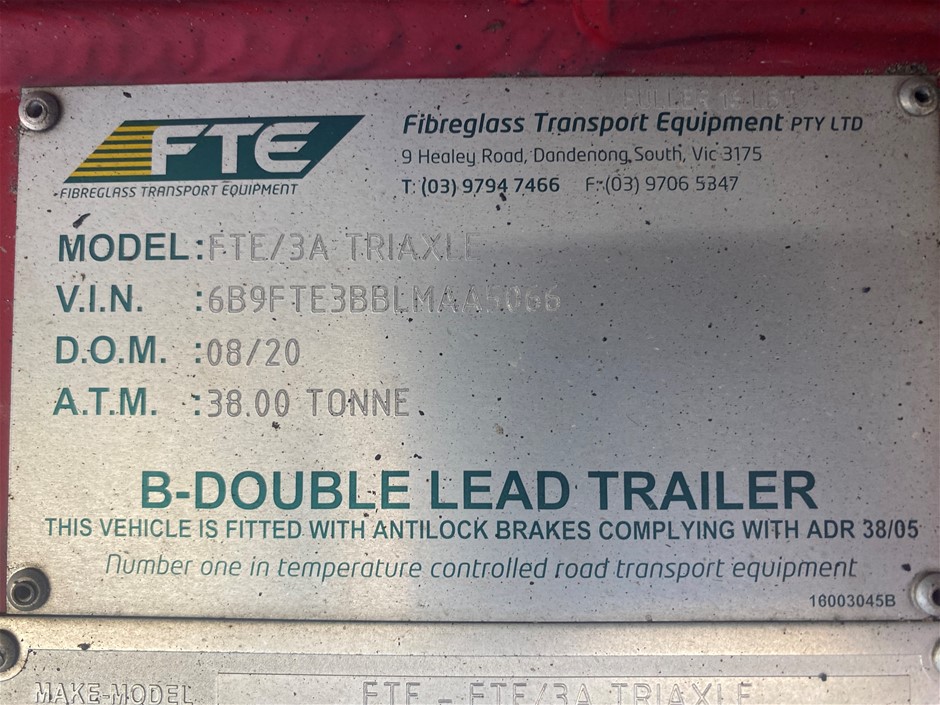 FTE
FIBREGLASS TRANSPORT EQUIPMENT
Fibreglass Transport Equipment PTY LTD
9 Healey Road, Dandenong South, Vic 3175
T: (03) 9794 7466 F: (03) 9706 5347
MODEL: FTE/3A TRIAXLE
V.I.N. : 6B9FTE3BBLMAA5066
D.O.M. : 08/20
A.T.M. : 38.00 TONNE
B-DOUBLE LEAD TRAILER
THIS VEHICLE IS FITTED WITH ANTILOCK BRAKES COMPLYING WITH ADR 38/05
Number one in temperature controlled road transport equipment
16003045B
MAKE-MODEL FTE - FTE/3A TRIAXLE